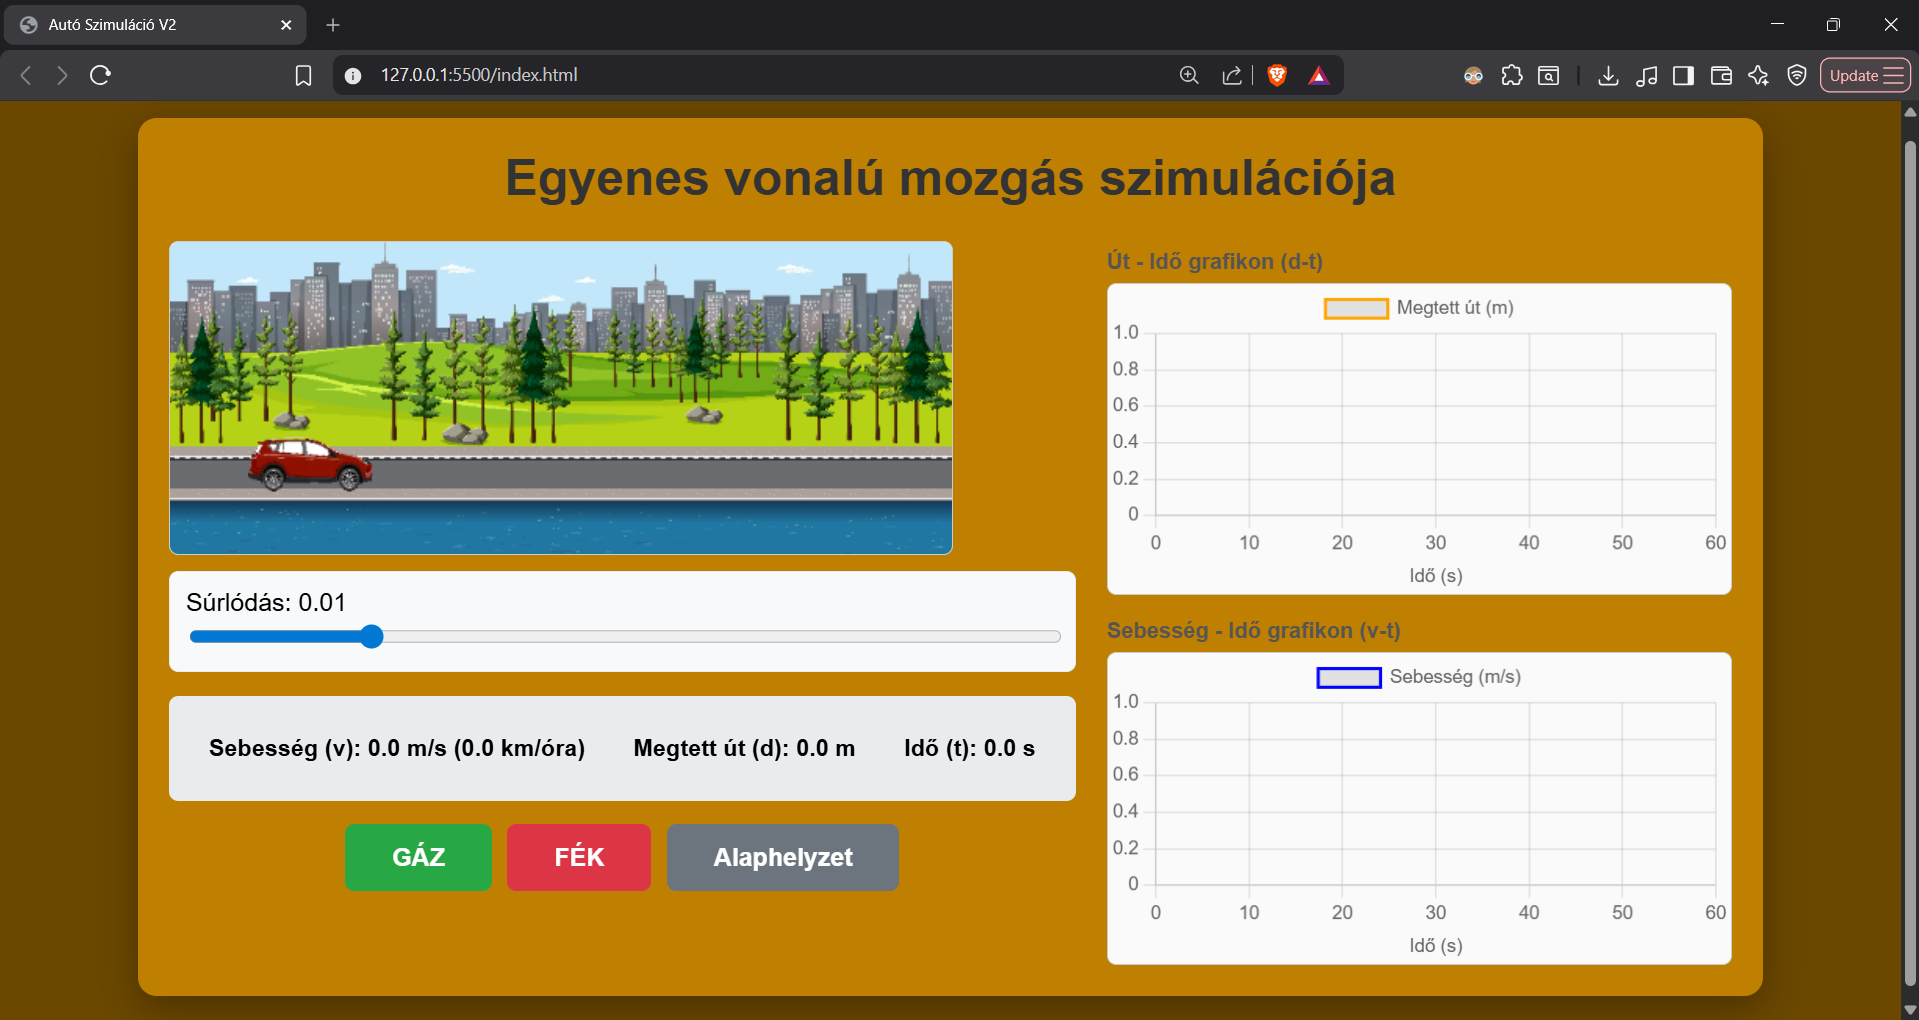 Autó Szimuláció V2
127.0.0.1:5500/index.html
Update
Egyenes vonalú mozgás szimulációja
Súrlódás: 0.01
Sebesség (v): 0.0 m/s (0.0 km/óra) Megtett út (d): 0.0 m Idő (t): 0.0 s
GÁZ FÉK Alaphelyzet
Út - Idő grafikon (d-t)
Megtett út (m)
1.0
0.8
0.6
0.4
0.2
0
0 10 20 30 40 50 60
Idő (s)
Sebesség - Idő grafikon (v-t)
Sebesség (m/s)
1.0
0.8
0.6
0.4
0.2
0
0 10 20 30 40 50 60
Idő (s)